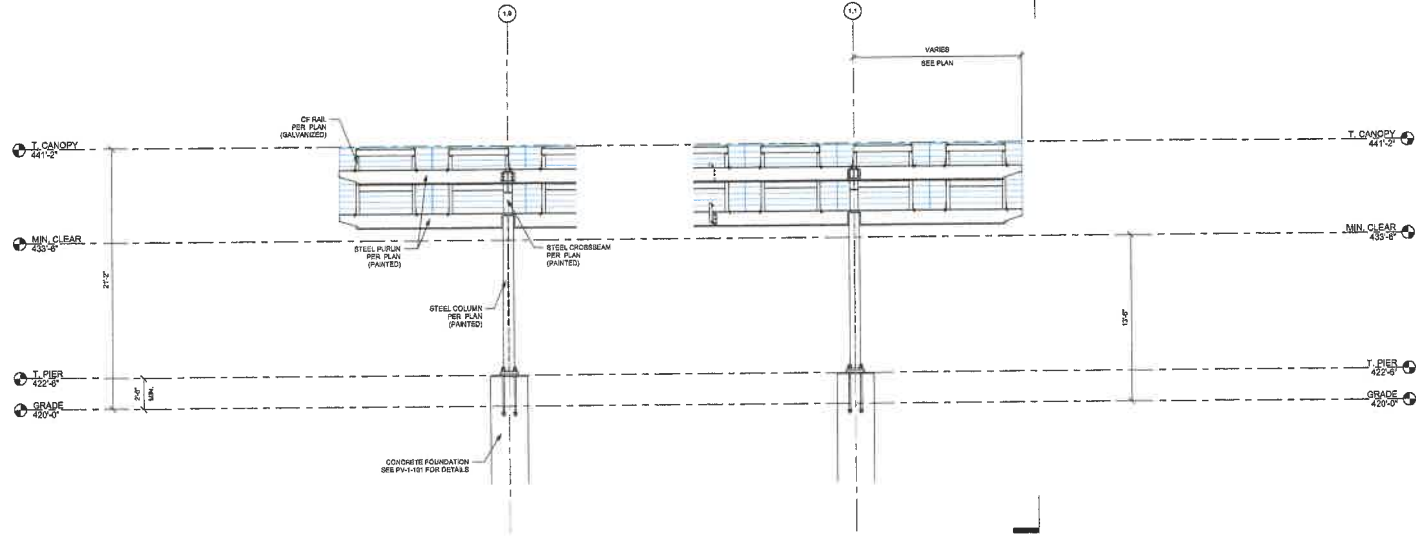 1.0
1.1
VARIES
SEE PLAN
CF RAIL
PER PLAN
(GALVANIZED)
T. CANOPY
441'-2"
T. CANOPY
441'-2"
MIN. CLEAR
433'-6"
MIN. CLEAR
433'-6"
STEEL PURLIN
PER PLAN
(PAINTED)
STEEL CROSSBEAM
PER PLAN
(PAINTED)
21'-2"
STEEL COLUMN
PER PLAN
(PAINTED)
13'-6"
T. PIER
422'-6"
T. PIER
422'-6"
2'-6"
MIN.
GRADE
420'-0"
GRADE
420'-0"
CONCRETE FOUNDATION
SEE PV-1-101 FOR DETAILS